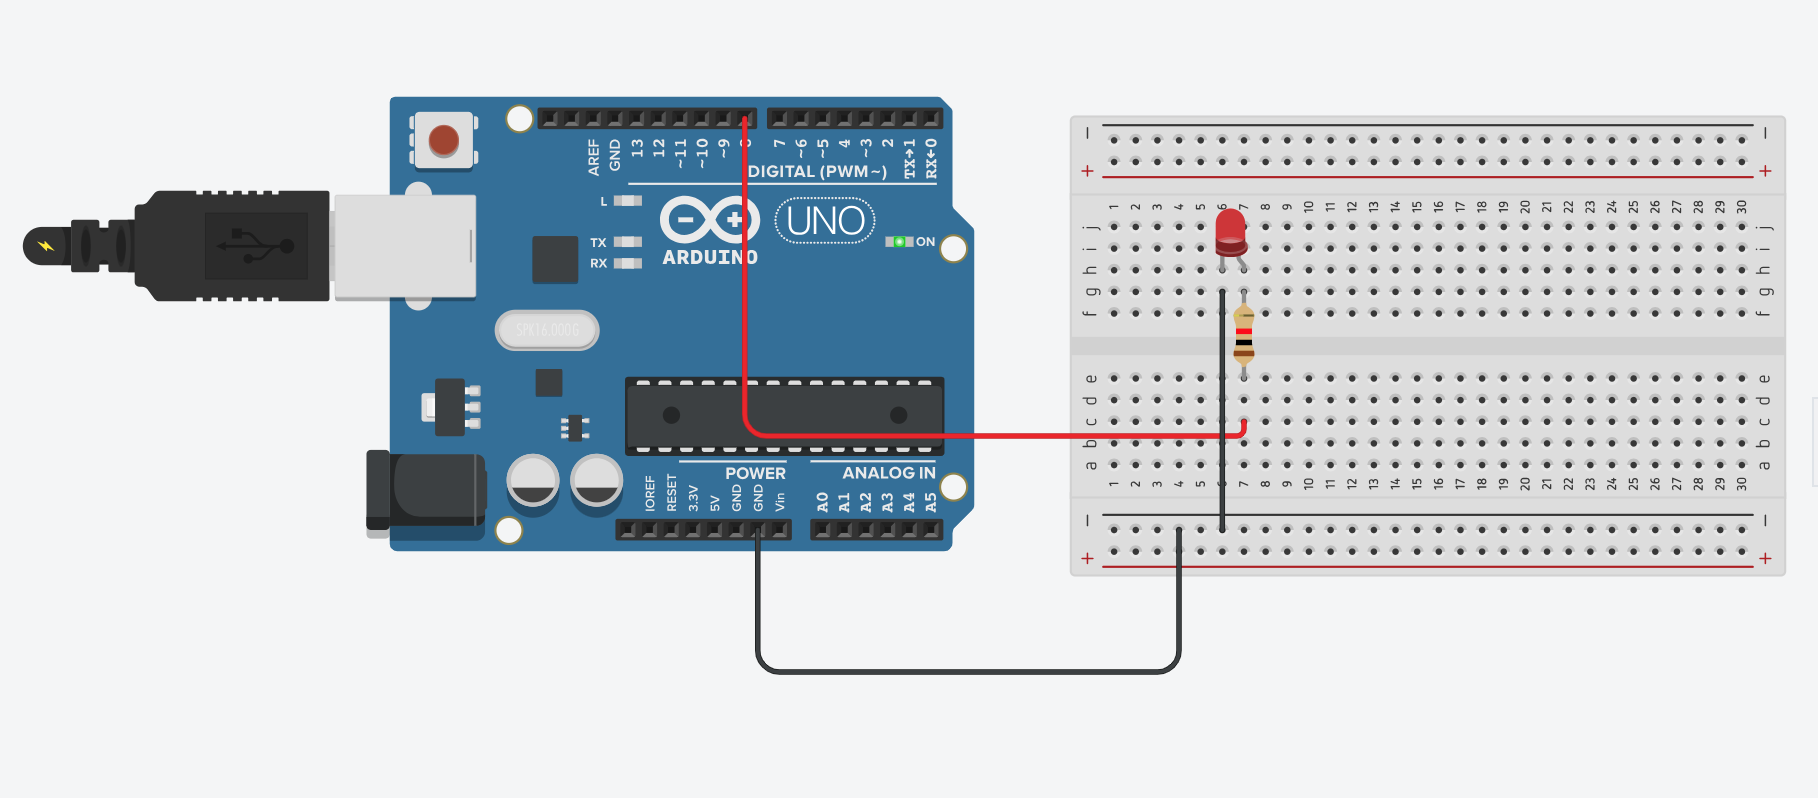 AREF
GND
13
12
~11
~10
~9
8
7
~6
~5
4
~3
2
TX→1
RX←0
DIGITAL (PWM~)
L
TX
RX
UNO
ARDUINO
ON
SPK16.000G
POWER
ANALOG IN
IOREF
RESET
3.3V
5V
GND
GND
Vin
A0
A1
A2
A3
A4
A5
− −
+ +
1 2 3 4 5 6 7 8 9 10 11 12 13 14 15 16 17 18 19 20 21 22 23 24 25 26 27 28 29 30
j j
i i
h h
g g
f f
e e
d d
c c
b b
a a
1 2 3 4 5 6 7 8 9 10 11 12 13 14 15 16 17 18 19 20 21 22 23 24 25 26 27 28 29 30
− −
+ +